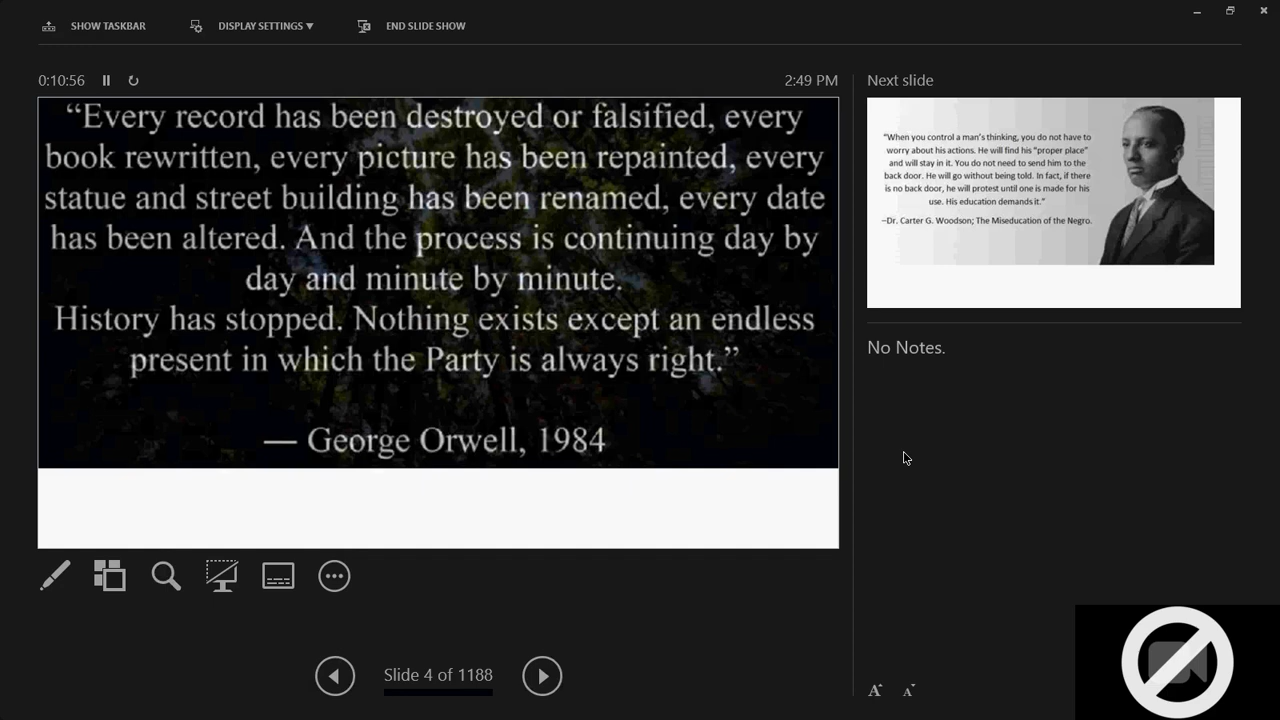 SHOW TASKBAR DISPLAY SETTINGS ▼ END SLIDE SHOW
0:10:56 2:49 PM
“Every record has been destroyed or falsified, every
book rewritten, every picture has been repainted, every
statue and street building has been renamed, every date
has been altered. And the process is continuing day by
day and minute by minute.
History has stopped. Nothing exists except an endless
present in which the Party is always right.”
— George Orwell, 1984
Slide 4 of 1188
Next slide
“When you control a man’s thinking, you do not have to
worry about his actions. He will find his “proper place”
and will stay in it. You do not need to send him to the
back door. He will go without being told. In fact, if there
is no back door, he will protest until one is made for his
use. His education demands it.”
–Dr. Carter G. Woodson; The Miseducation of the Negro.
No Notes.
A A